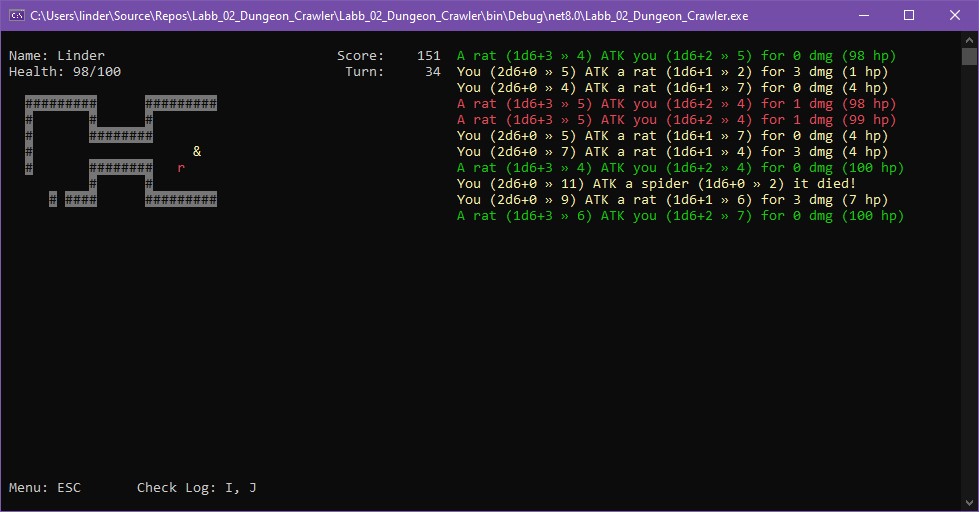 C:\Users\linder\Source\Repos\Labb_02_Dungeon_Crawler\Labb_02_Dungeon_Crawler\bin\Debug\net8.0\Labb_02_Dungeon_Crawler.exe
Name: Linder
Health: 98/100
Score: 151
Turn: 34
A rat (1d6+3 » 4) ATK you (1d6+2 » 5) for 0 dmg (98 hp)
You (2d6+0 » 5) ATK a rat (1d6+1 » 2) for 3 dmg (1 hp)
You (2d6+0 » 4) ATK a rat (1d6+1 » 7) for 0 dmg (4 hp)
A rat (1d6+3 » 5) ATK you (1d6+2 » 4) for 1 dmg (98 hp)
A rat (1d6+3 » 5) ATK you (1d6+2 » 4) for 1 dmg (99 hp)
You (2d6+0 » 5) ATK a rat (1d6+1 » 7) for 0 dmg (4 hp)
You (2d6+0 » 7) ATK a rat (1d6+1 » 4) for 3 dmg (4 hp)
A rat (1d6+3 » 4) ATK you (1d6+2 » 4) for 0 dmg (100 hp)
You (2d6+0 » 11) ATK a spider (1d6+0 » 2) it died!
You (2d6+0 » 9) ATK a rat (1d6+1 » 6) for 3 dmg (7 hp)
A rat (1d6+3 » 6) ATK you (1d6+2 » 7) for 0 dmg (100 hp)
#########      #########
#       #      #
#       ########
#                    &
#       ########   r
        #      #
   # ####      #########
Menu: ESC Check Log: I, J